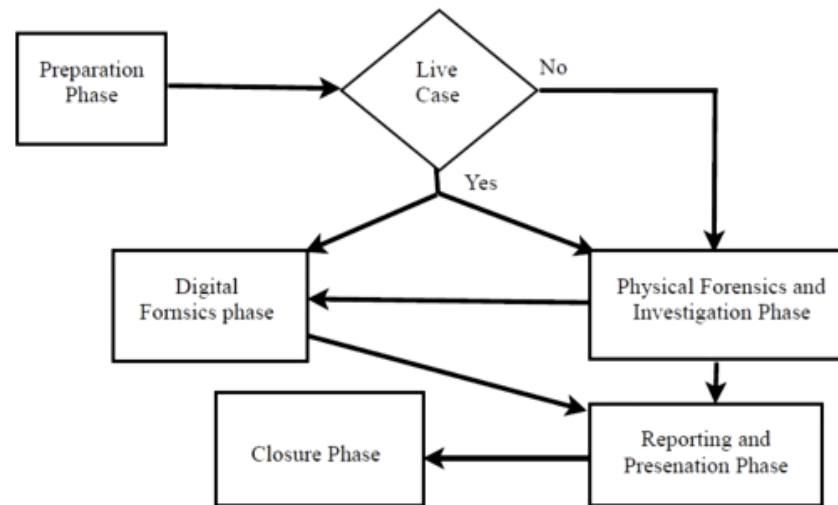 Preparation
Phase
Live
Case
No
Yes
Digital
Fornsics phase
Physical Forensics and
Investigation Phase
Closure Phase
Reporting and
Presenation Phase